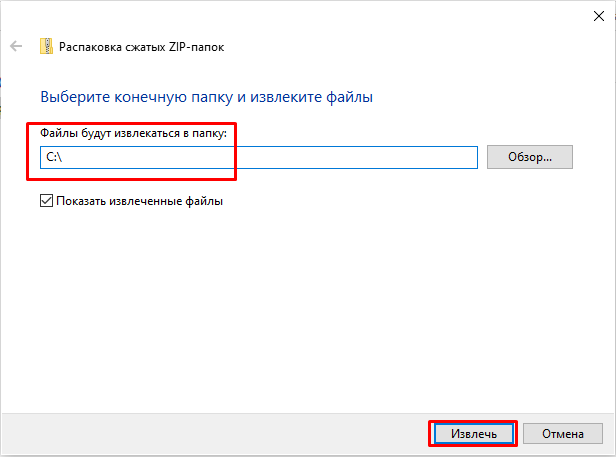 Распаковка сжатых ZIP-папок
Выберите конечную папку и извлеките файлы
Файлы будут извлекаться в папку:
C:\
Обзор...
Показать извлеченные файлы
Извлечь
Отмена